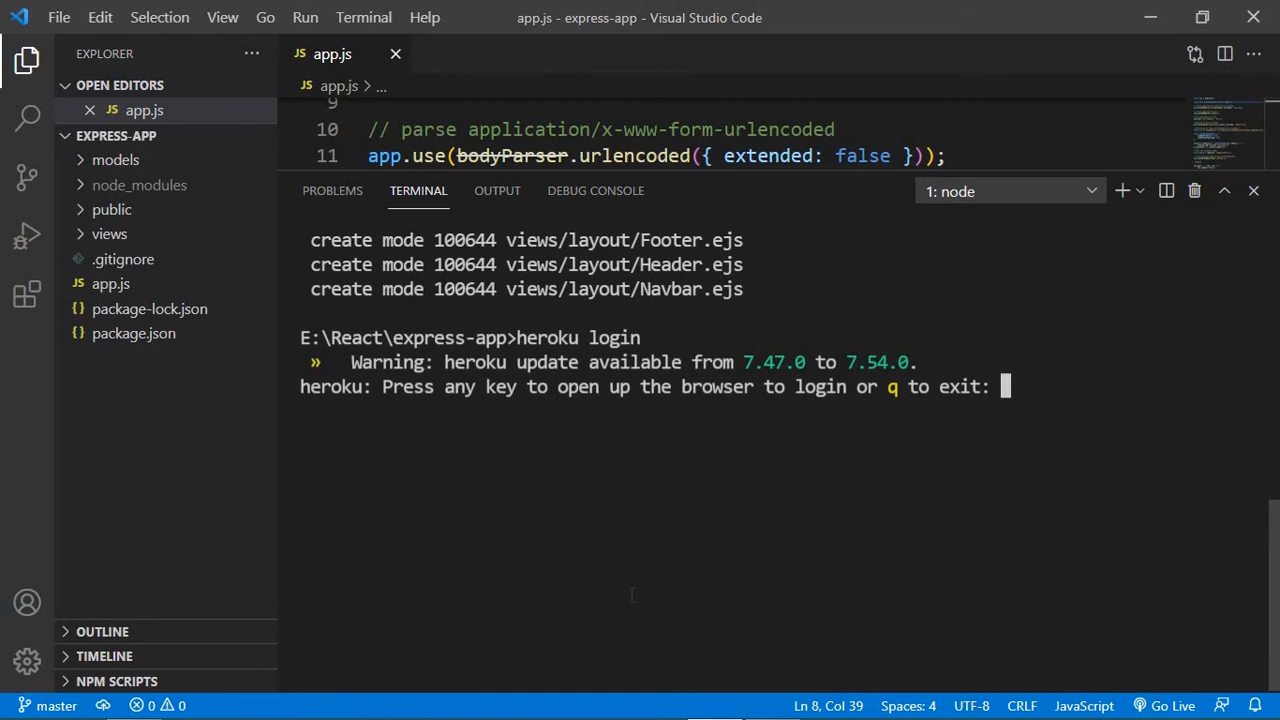 File Edit Selection View Go Run Terminal Help app.js - express-app - Visual Studio Code
EXPLORER
OPEN EDITORS
JS app.js
EXPRESS-APP
models
node_modules
public
views
.gitignore
JS app.js
{} package-lock.json
{} package.json
OUTLINE
TIMELINE
NPM SCRIPTS
JS app.js
JS app.js > ...
9
10 // parse application/x-www-form-urlencoded
11 app.use(bodyParser.urlencoded({ extended: false }));
PROBLEMS TERMINAL OUTPUT DEBUG CONSOLE 1: node
create mode 100644 views/layout/Footer.ejs
create mode 100644 views/layout/Header.ejs
create mode 100644 views/layout/Navbar.ejs
E:\React\express-app>heroku login
» Warning: heroku update available from 7.47.0 to 7.54.0.
heroku: Press any key to open up the browser to login or q to exit:
master 0 0 Ln 8, Col 39 Spaces: 4 UTF-8 CRLF JavaScript Go Live